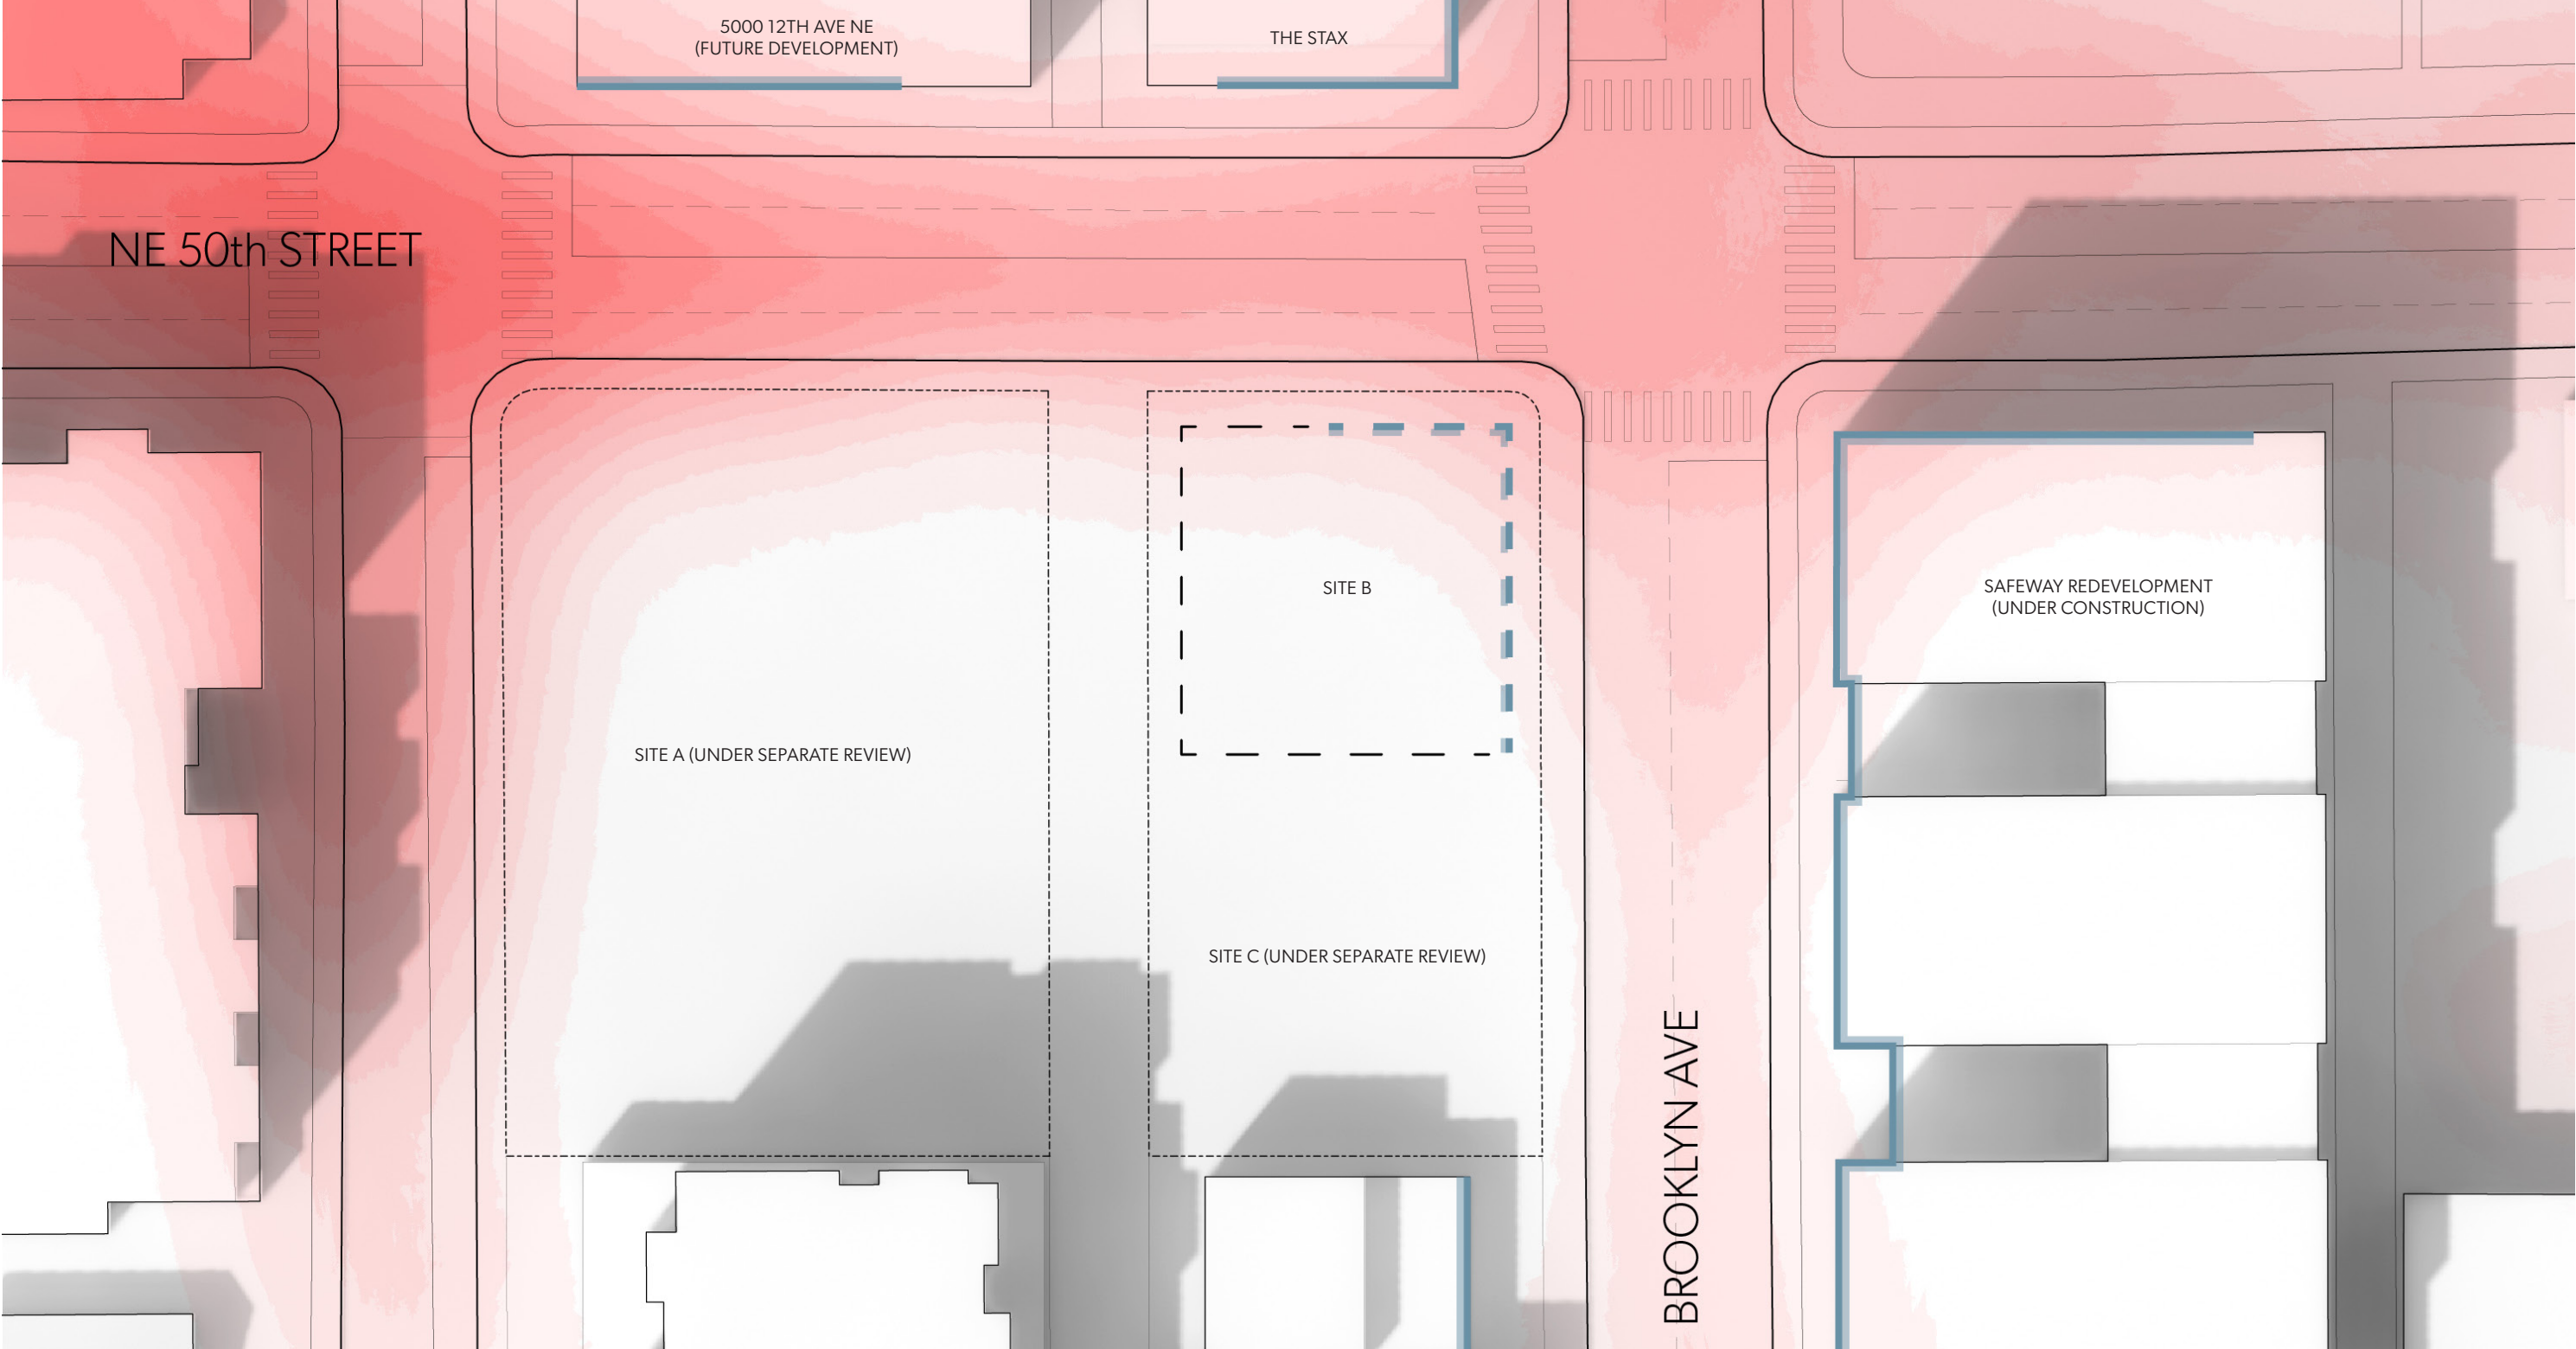 5000 12TH AVE NE
(FUTURE DEVELOPMENT)
THE STAX
NE 50th STREET
SITE B
SAFEWAY REDEVELOPMENT
(UNDER CONSTRUCTION)
SITE A (UNDER SEPARATE REVIEW)
SITE C (UNDER SEPARATE REVIEW)
BROOKLYN AVE